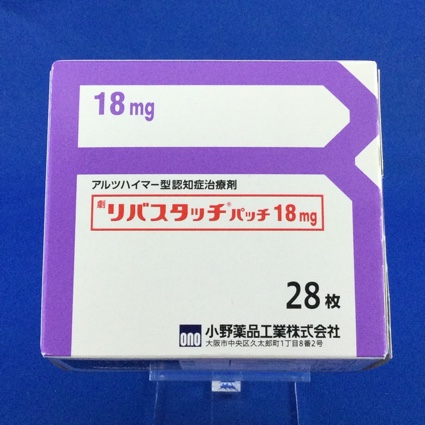 18mg
アルツハイマー型認知症治療剤
劇 リバスタッチ®パッチ18mg
28枚
ono 小野薬品工業株式会社
大阪市中央区久太郎町1丁目8番2号